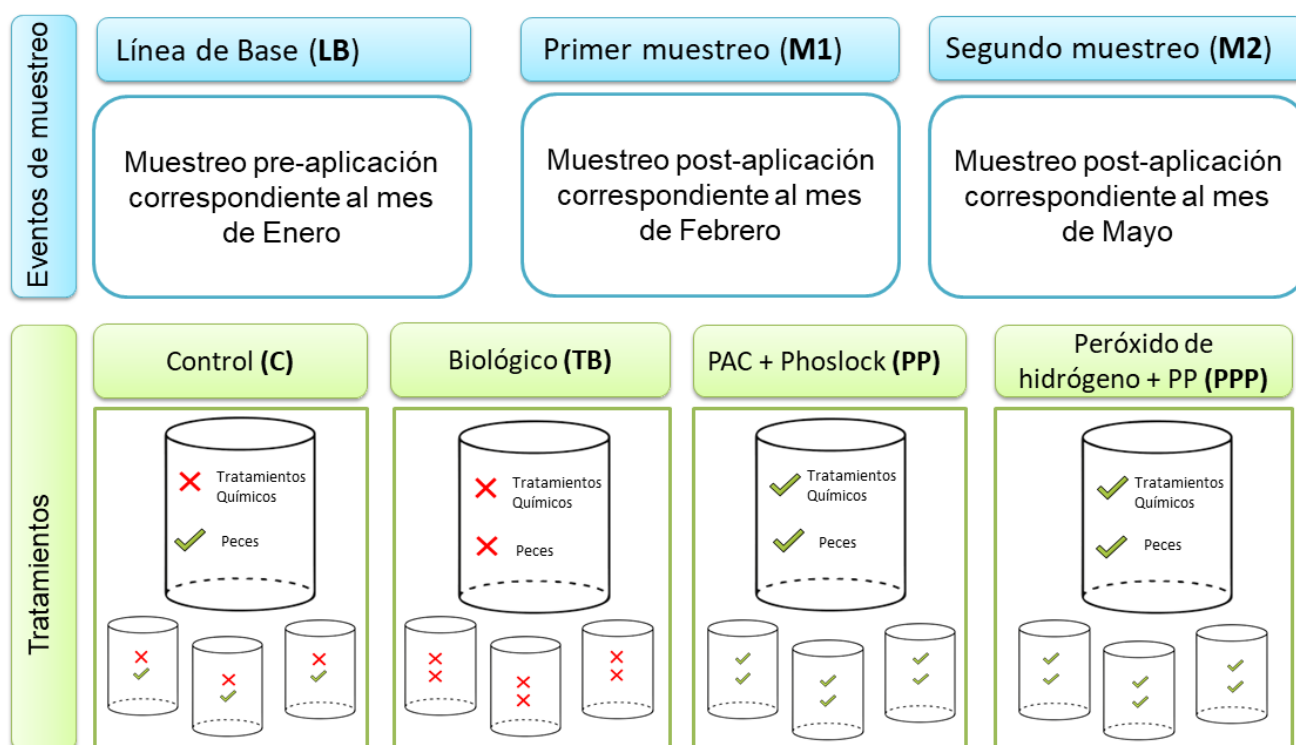 Eventos de muestreo
Línea de Base (LB)
Primer muestreo (M1)
Segundo muestreo (M2)
Muestreo pre-aplicación
correspondiente al mes
de Enero
Muestreo post-aplicación
correspondiente al mes
de Febrero
Muestreo post-aplicación
correspondiente al mes
de Mayo
Tratamientos
Control (C)
Biológico (TB)
PAC + Phoslock (PP)
Peróxido de
hidrógeno + PP (PPP)
Tratamientos
Químicos
Peces
Tratamientos
Químicos
Peces
Tratamientos
Químicos
Peces
Tratamientos
Químicos
Peces